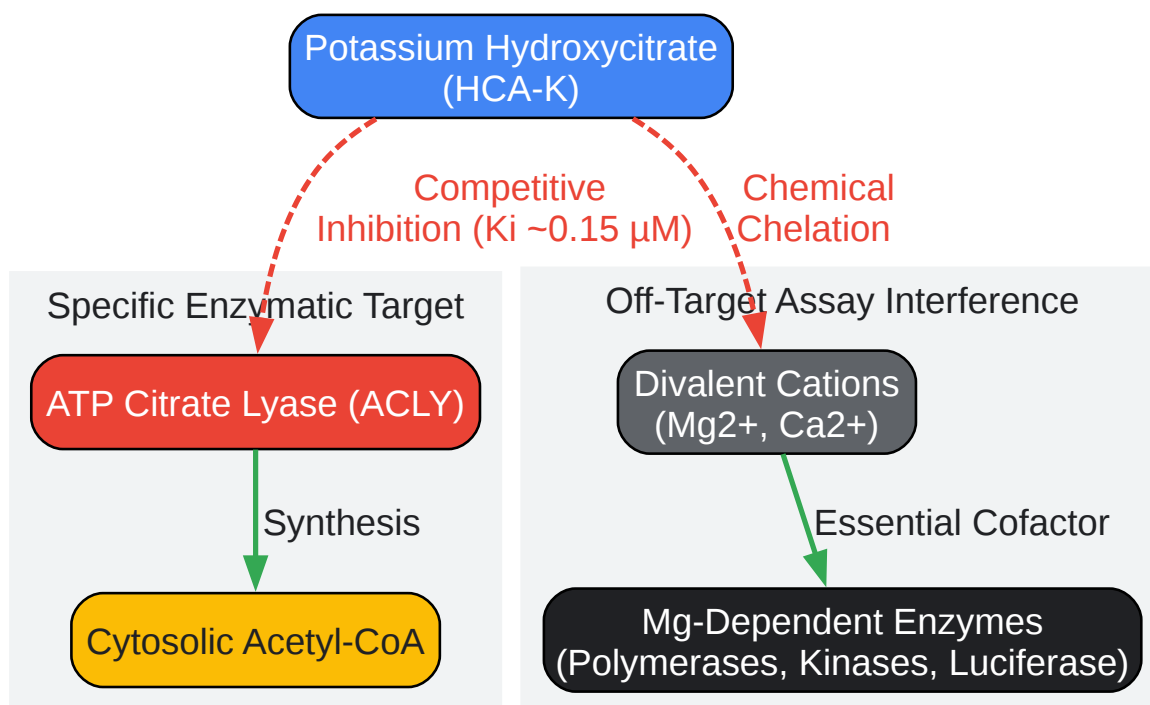 Potassium Hydroxycitrate
(HCA-K)
Competitive
Inhibition (Ki ~0.15 µM)
Chemical
Chelation
Specific Enzymatic Target
ATP Citrate Lyase (ACLY)
Synthesis
Cytosolic Acetyl-CoA
Off-Target Assay Interference
Divalent Cations
(Mg2+, Ca2+)
Essential Cofactor
Mg-Dependent Enzymes
(Polymerases, Kinases, Luciferase)